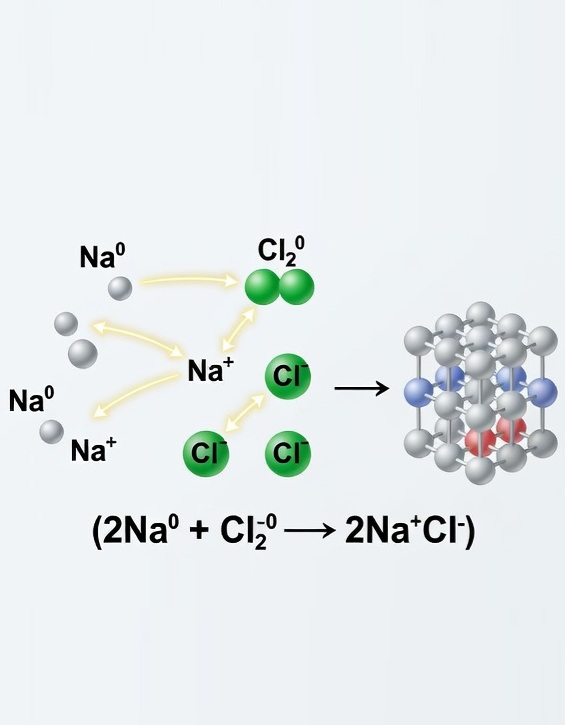 Na⁰
Cl₂⁰
Na⁺
Cl⁻
Na⁰
Na⁺
Cl⁻
Cl⁻
(2Na⁰ + Cl₂⁻⁰ ⟶ 2Na⁺Cl⁻)